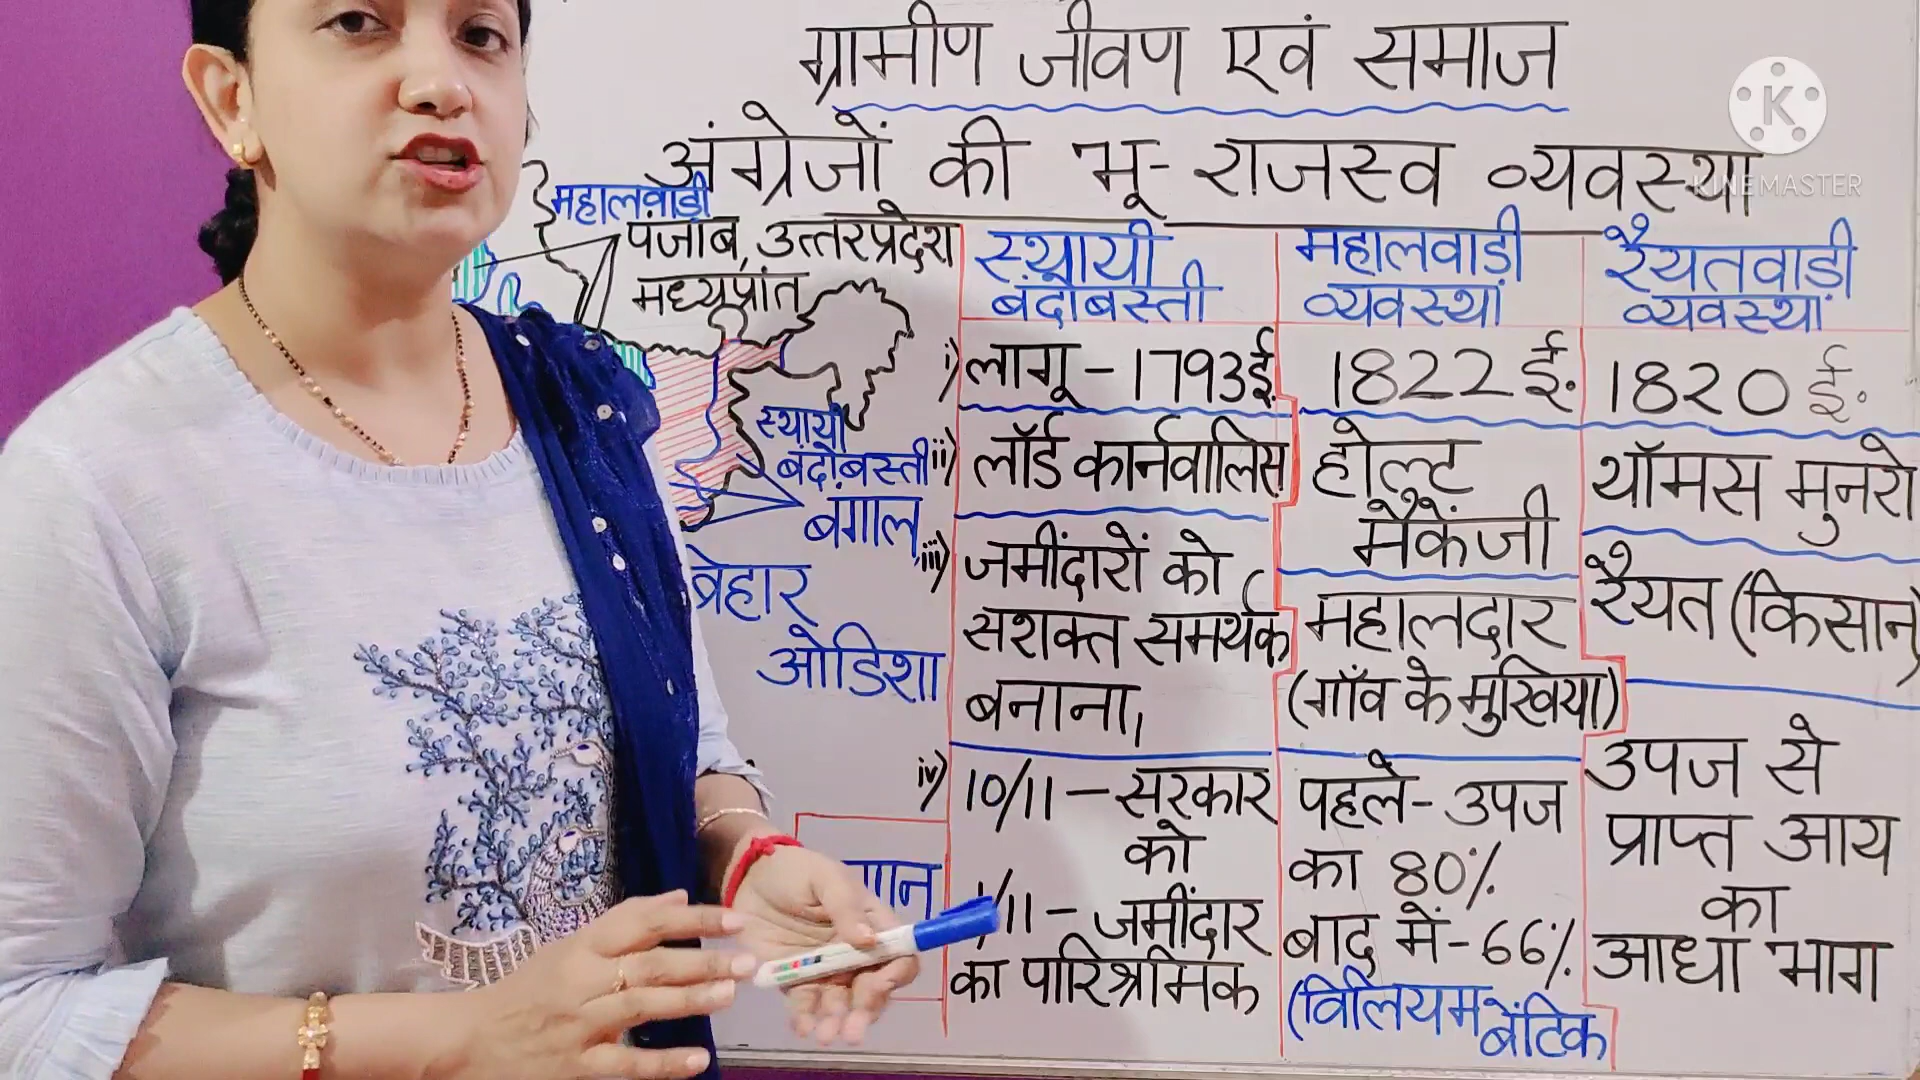 ग्रामीण जीवण एवं समाज
अंग्रेजों की भू-राजस्व व्यवस्था
K
KINEMASTER
महालवाड़ी
पंजाब, उत्तरप्रदेश
मध्यप्रांत
स्थायी
बंदोबस्ती
बंगाल,
ओडिशा
स्थायी
बंदोबस्ती
i) लागू - 1793ई.
ii) लॉर्ड कार्नवालिस
iii) जमींदारों को
सशक्त समर्थक
बनाना,
iv) 10/11 - सरकार
को
/11 - जमींदार
का पारिश्रमिक
महालवाड़ी
व्यवस्था
1822 ई.
होल्ट
मैकेंजी
महालदार
(गाँव के मुखिया)
पहले - उपज
का 80%
बाद में - 66%
(विलियम बेंटिक
रैयतवाड़ी
व्यवस्था
1820 ई.
थॉमस मुनरो
रैयत (किसान)
उपज से
प्राप्त आय
का
आधा भाग